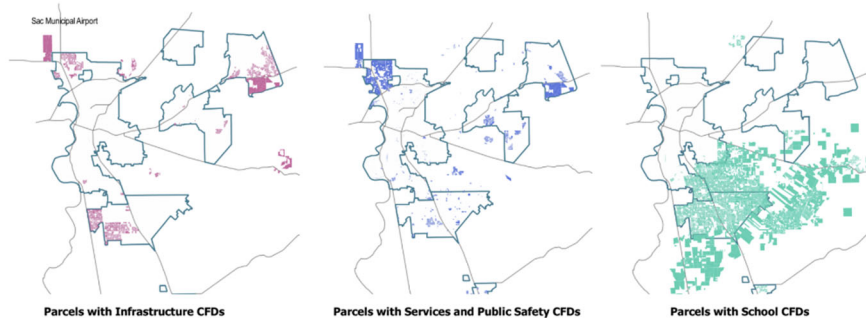 Sac Municipal Airport
Parcels with Infrastructure CFDs
Parcels with Services and Public Safety CFDs
Parcels with School CFDs